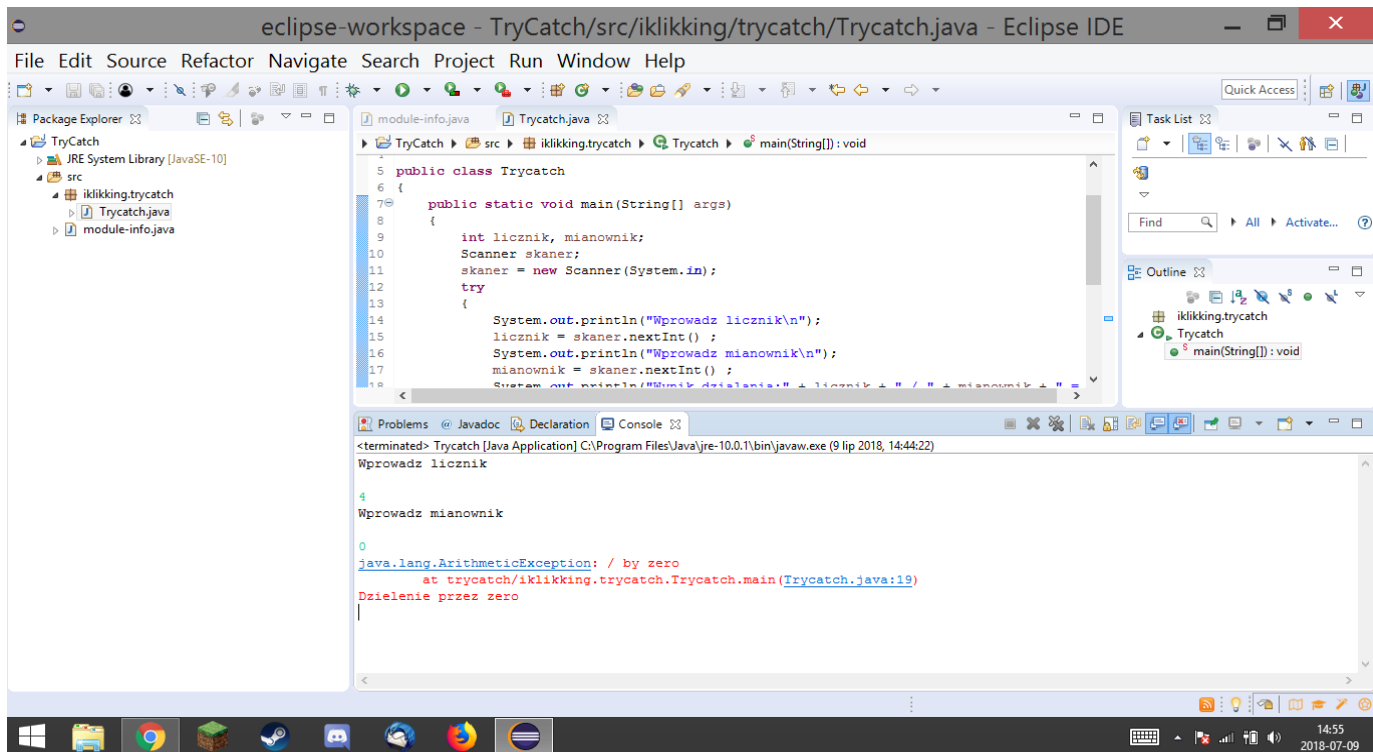 eclipse-workspace - TryCatch/src/iklikking/trycatch/Trycatch.java - Eclipse IDE
File Edit Source Refactor Navigate Search Project Run Window Help
Quick Access
Package Explorer
TryCatch
JRE System Library [JavaSE-10]
src
iklikking.trycatch
Trycatch.java
module-info.java
module-info.java Trycatch.java
TryCatch src iklikking.trycatch Trycatch main(String[]) : void
5 public class Trycatch
6 {
7 public static void main(String[] args)
8 {
9 int licznik, mianownik;
10 Scanner skaner;
11 skaner = new Scanner(System.in);
12 try
13 {
14 System.out.println("Wprowadz licznik\n");
15 licznik = skaner.nextInt() ;
16 System.out.println("Wprowadz mianownik\n");
17 mianownik = skaner.nextInt() ;
18 System.out.println("Wynik dzialania:" + licznik + " / " + mianownik + " =
Problems @ Javadoc Declaration Console
<terminated> Trycatch [Java Application] C:\Program Files\Java\jre-10.0.1\bin\javaw.exe (9 lip 2018, 14:44:22)
Wprowadz licznik
4
Wprowadz mianownik
0
java.lang.ArithmeticException: / by zero
at trycatch/iklikking.trycatch.Trycatch.main(Trycatch.java:19)
Dzielenie przez zero
Task List
Find All Activate...
Outline
iklikking.trycatch
Trycatch
main(String[]) : void
14:55
2018-07-09